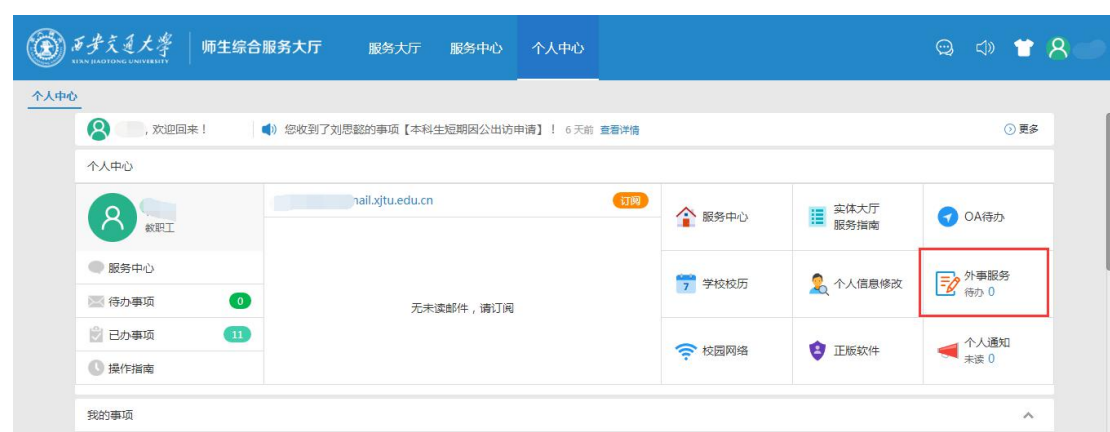 西安交通大学
XI'AN JIAOTONG UNIVERSITY
师生综合服务大厅
服务大厅
服务中心
个人中心
个人中心
，欢迎回来！
您收到了刘思懿的事项【本科生短期因公出访申请】！ 6 天前 查看详情
更多
个人中心
教职工
服务中心
待办事项 0
已办事项 11
操作指南
mail.xjtu.edu.cn
订阅
无未读邮件，请订阅
服务中心
实体大厅
服务指南
OA待办
7 学校校历
个人信息修改
外事服务
待办 0
校园网络
正版软件
个人通知
未读 0
我的事项